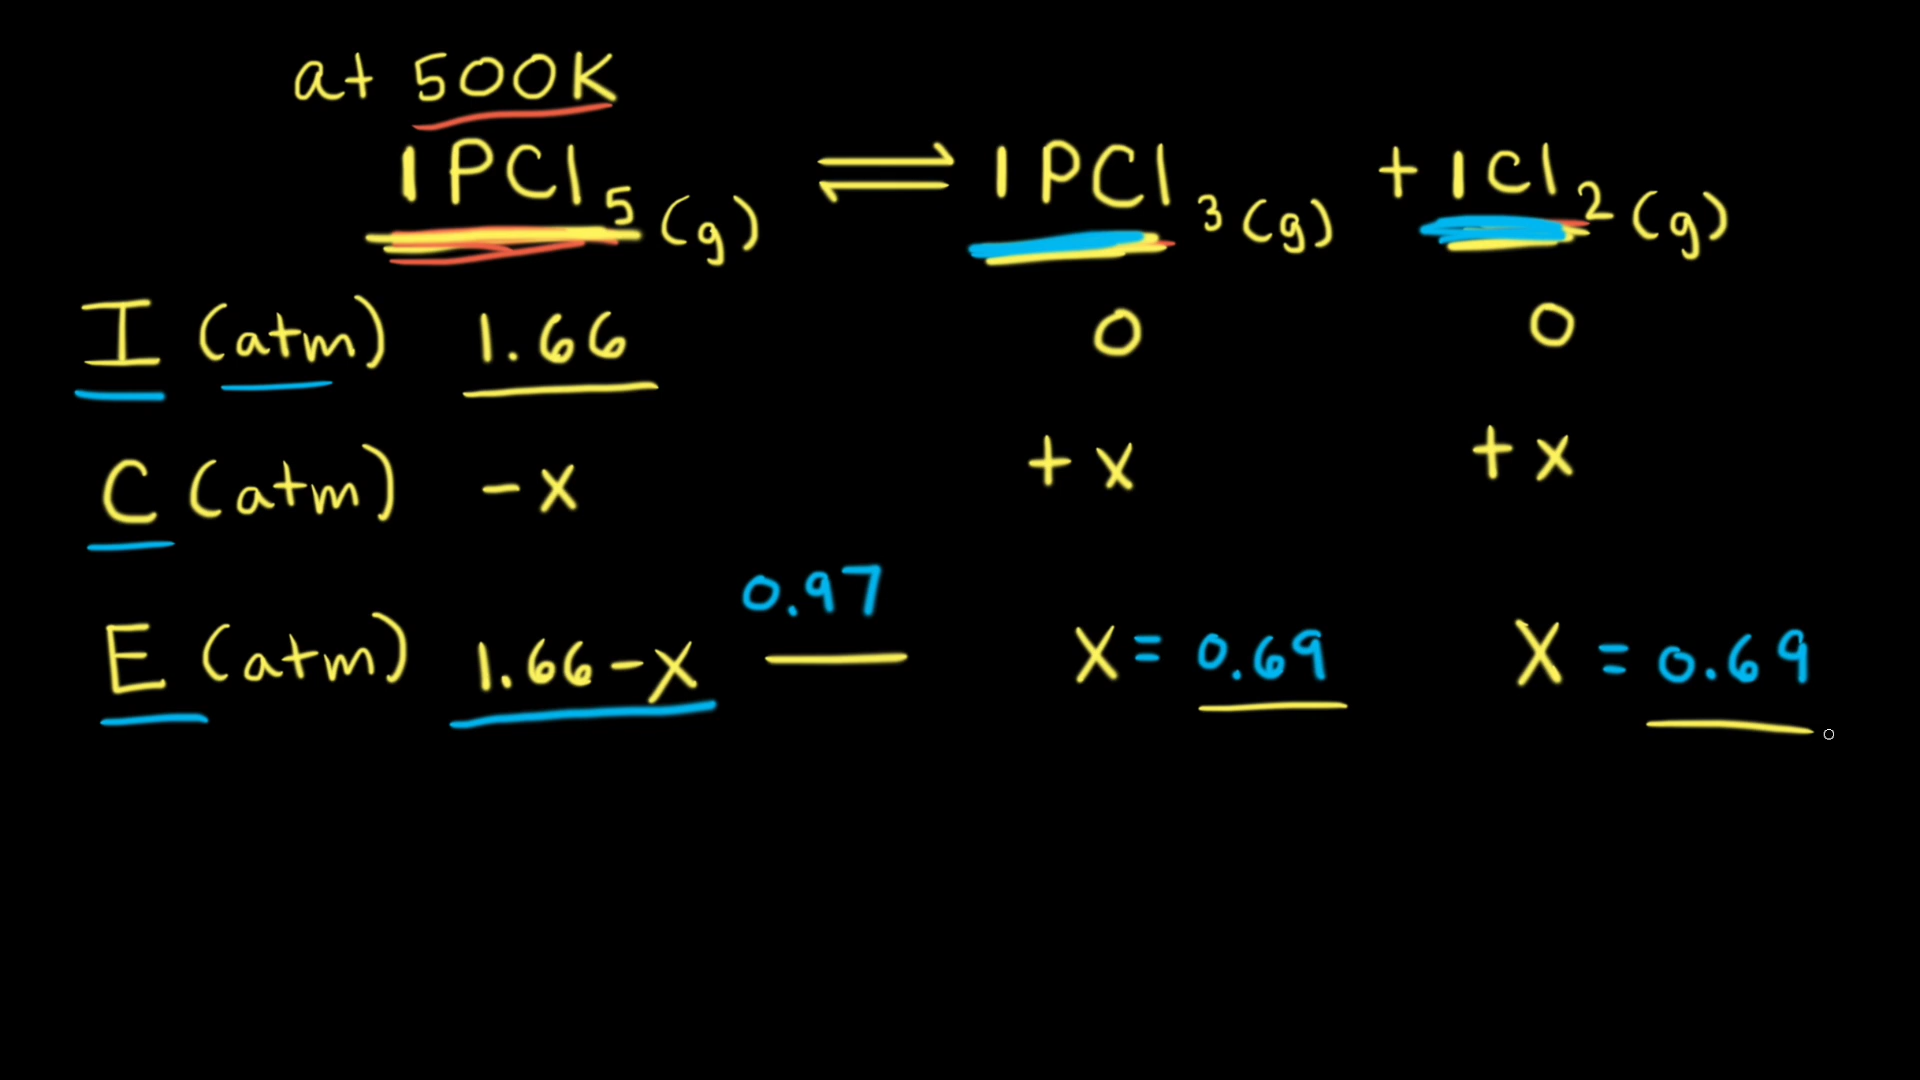 at 500K
1PCl5(g) ⇌ 1PCl3(g) + 1Cl2(g)
I (atm) 1.66 0 0
C (atm) -x +x +x
E (atm) 1.66-x 0.97 x = 0.69 x = 0.69